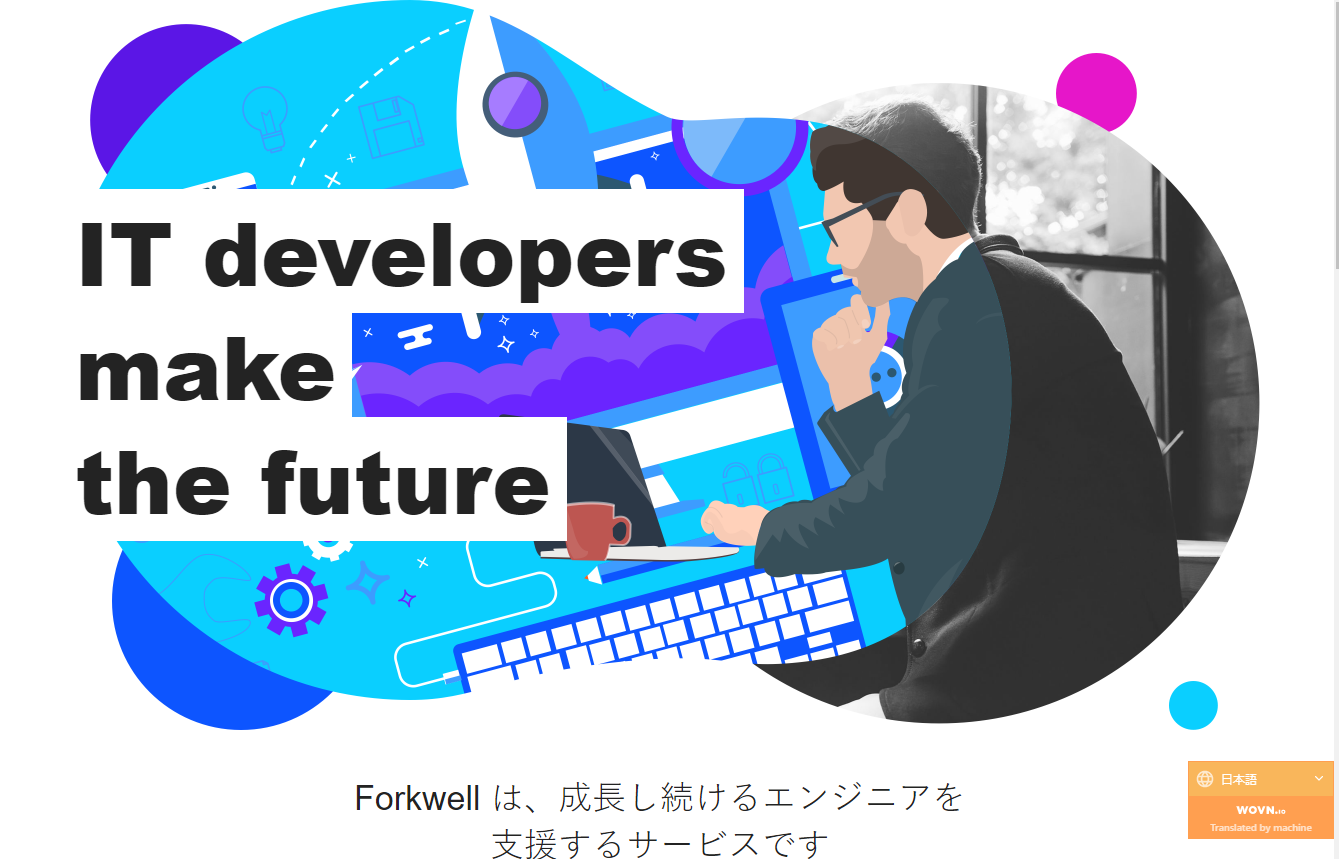 IT developers
make
the future
Forkwell は、成長し続けるエンジニアを
支援するサービスです
日本語
WOVN.io
Translated by machine